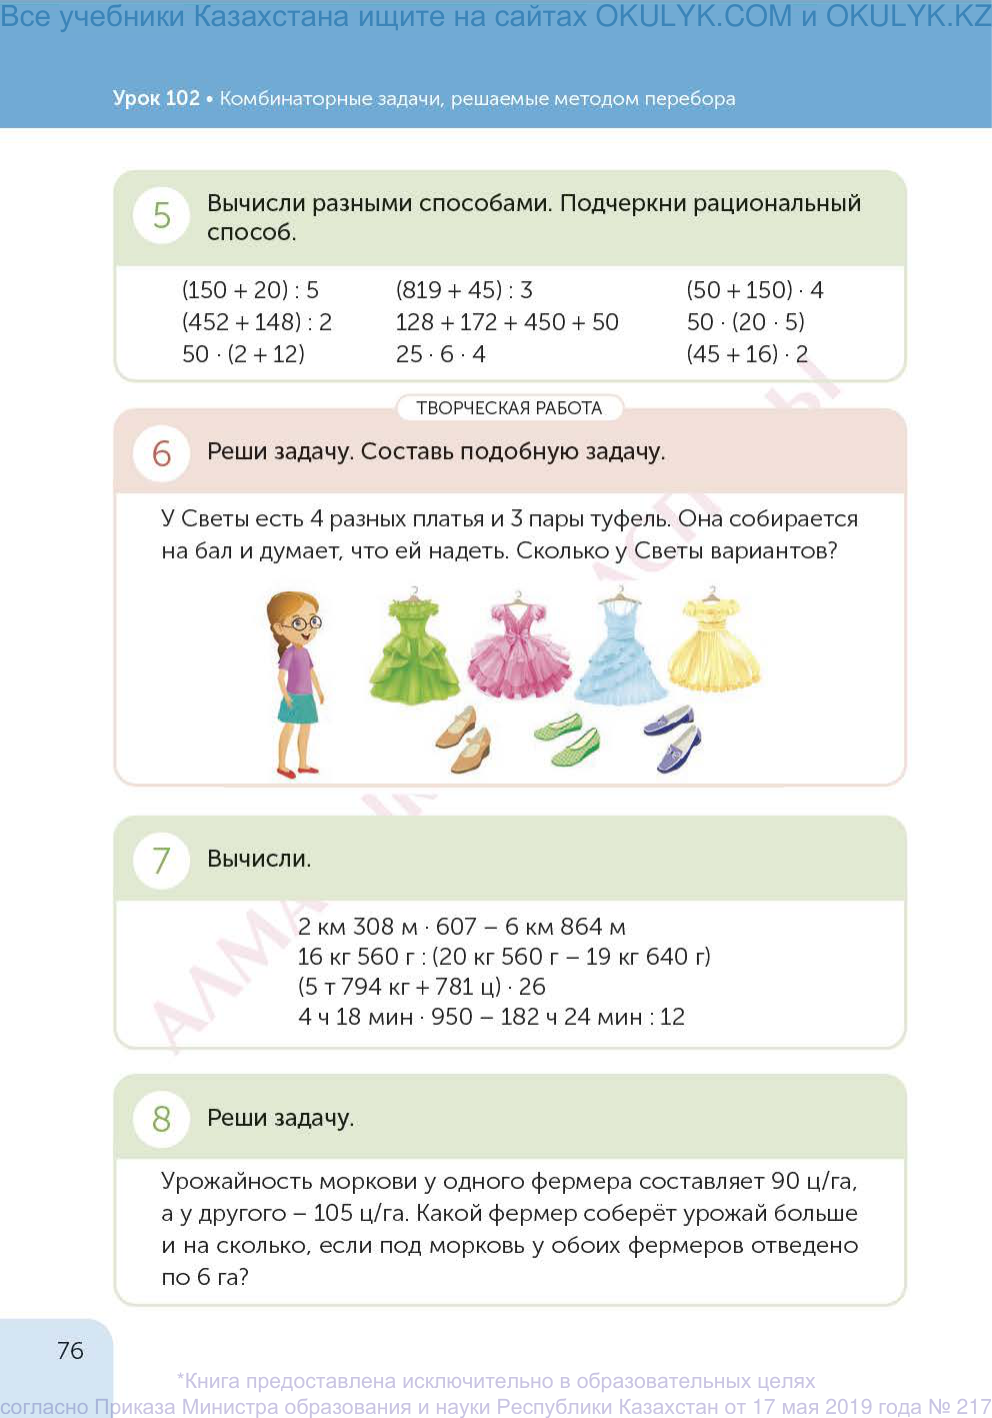 Все учебники Казахстана ищите на сайтах OKULYK.COM и OKULYK.KZ
Урок 102 • Комбинаторные задачи, решаемые методом перебора
5
Вычисли разными способами. Подчеркни рациональный
способ.
(150 + 20) : 5 (819 + 45) : 3 (50 + 150) · 4
(452 + 148) : 2 128 + 172 + 450 + 50 50 · (20 · 5)
50 · (2 + 12) 25 · 6 · 4 (45 + 16) · 2
ТВОРЧЕСКАЯ РАБОТА
6
Реши задачу. Составь подобную задачу.
У Светы есть 4 разных платья и 3 пары туфель. Она собирается
на бал и думает, что ей надеть. Сколько у Светы вариантов?
7
Вычисли.
2 км 308 м · 607 – 6 км 864 м
16 кг 560 г : (20 кг 560 г – 19 кг 640 г)
(5 т 794 кг + 781 ц) · 26
4 ч 18 мин · 950 – 182 ч 24 мин : 12
8
Реши задачу.
Урожайность моркови у одного фермера составляет 90 ц/га,
а у другого – 105 ц/га. Какой фермер соберёт урожай больше
и на сколько, если под морковь у обоих фермеров отведено
по 6 га?
76
*Книга предоставлена исключительно в образовательных целях
согласно Приказа Министра образования и науки Республики Казахстан от 17 мая 2019 года № 217